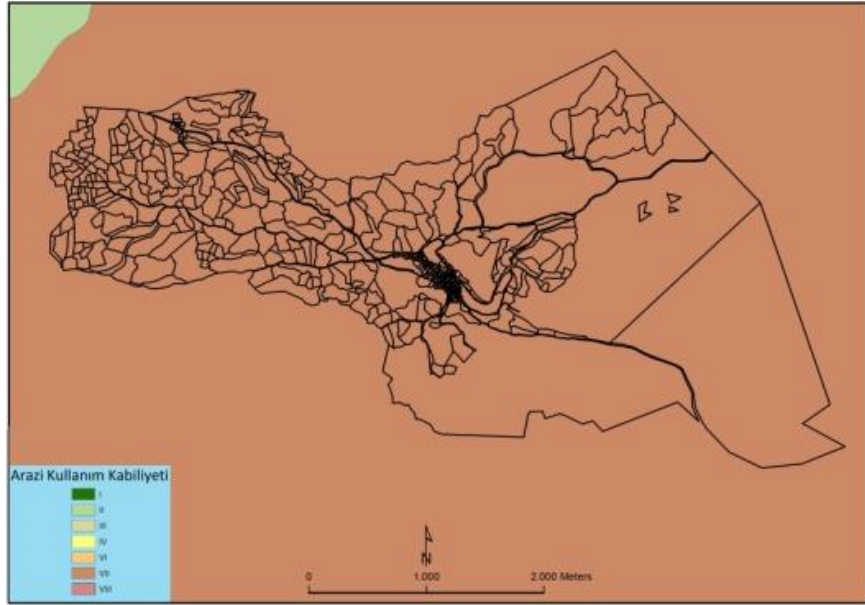 Arazi Kullanım Kabiliyeti
I
II
III
IV
VI
VII
VIII
N
0 1.000 2.000 Meters